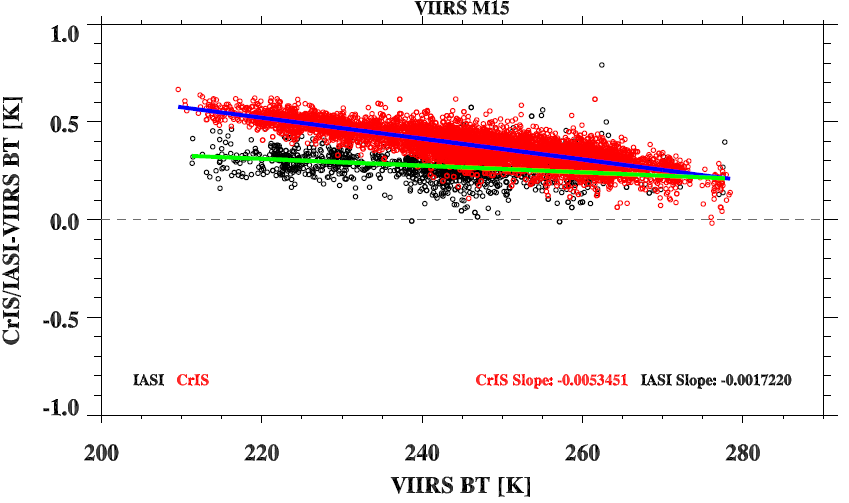 VIIRS M15
CrIS/IASI-VIIRS BT [K]
1.0
0.5
0.0
-0.5
-1.0
IASI CrIS CrIS Slope: -0.0053451 IASI Slope: -0.0017220
200 220 240 260 280
VIIRS BT [K]